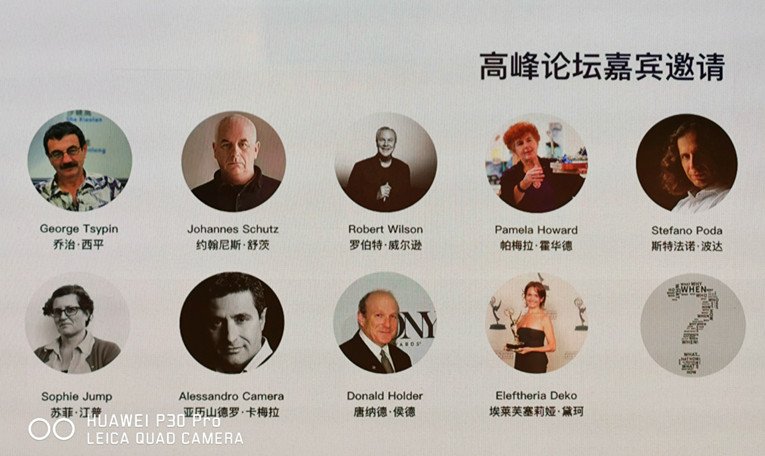 高峰论坛嘉宾邀请
George Tsypin
乔治·西平
Johannes Schutz
约翰尼斯·舒茨
Robert Wilson
罗伯特·威尔逊
Pamela Howard
帕梅拉·霍华德
Stefano Poda
斯特法诺·波达
Sophie Jump
苏菲·江普
Alessandro Camera
亚历山德罗·卡梅拉
Donald Holder
唐纳德·侯德
Eleftheria Deko
埃莱芙塞莉娅·黛珂
WHEN
HUAWEI P30 Pro
LEICA QUAD CAMERA